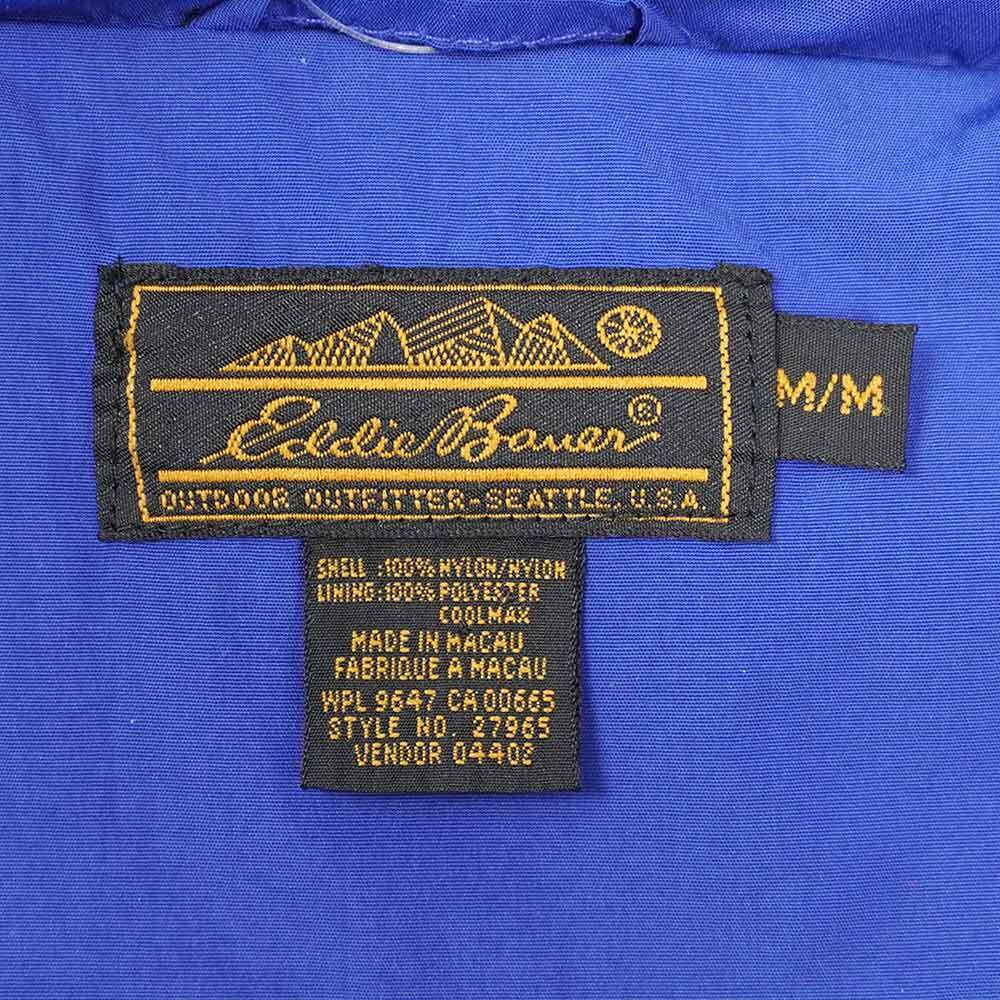 Eddie Bauer®
OUTDOOR OUTFITTER-SEATTLE, U.S.A.
M/M
SHELL :100% NYLON/NYLON
LINING:100% POLYESTER
COOLMAX
MADE IN MACAU
FABRIQUE A MACAU
WPL 9647 CA 00665
STYLE NO. 27965
VENDOR 04402